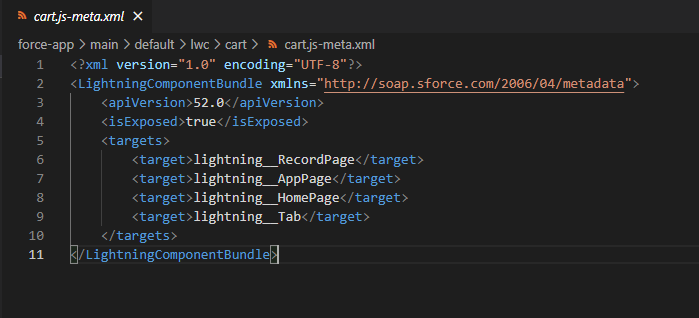 cart.js-meta.xml ×
force-app > main > default > lwc > cart > cart.js-meta.xml
1 <?xml version="1.0" encoding="UTF-8"?>
2 <LightningComponentBundle xmlns="http://soap.sforce.com/2006/04/metadata">
3     <apiVersion>52.0</apiVersion>
4     <isExposed>true</isExposed>
5     <targets>
6         <target>lightning__RecordPage</target>
7         <target>lightning__AppPage</target>
8         <target>lightning__HomePage</target>
9         <target>lightning__Tab</target>
10     </targets>
11 </LightningComponentBundle>